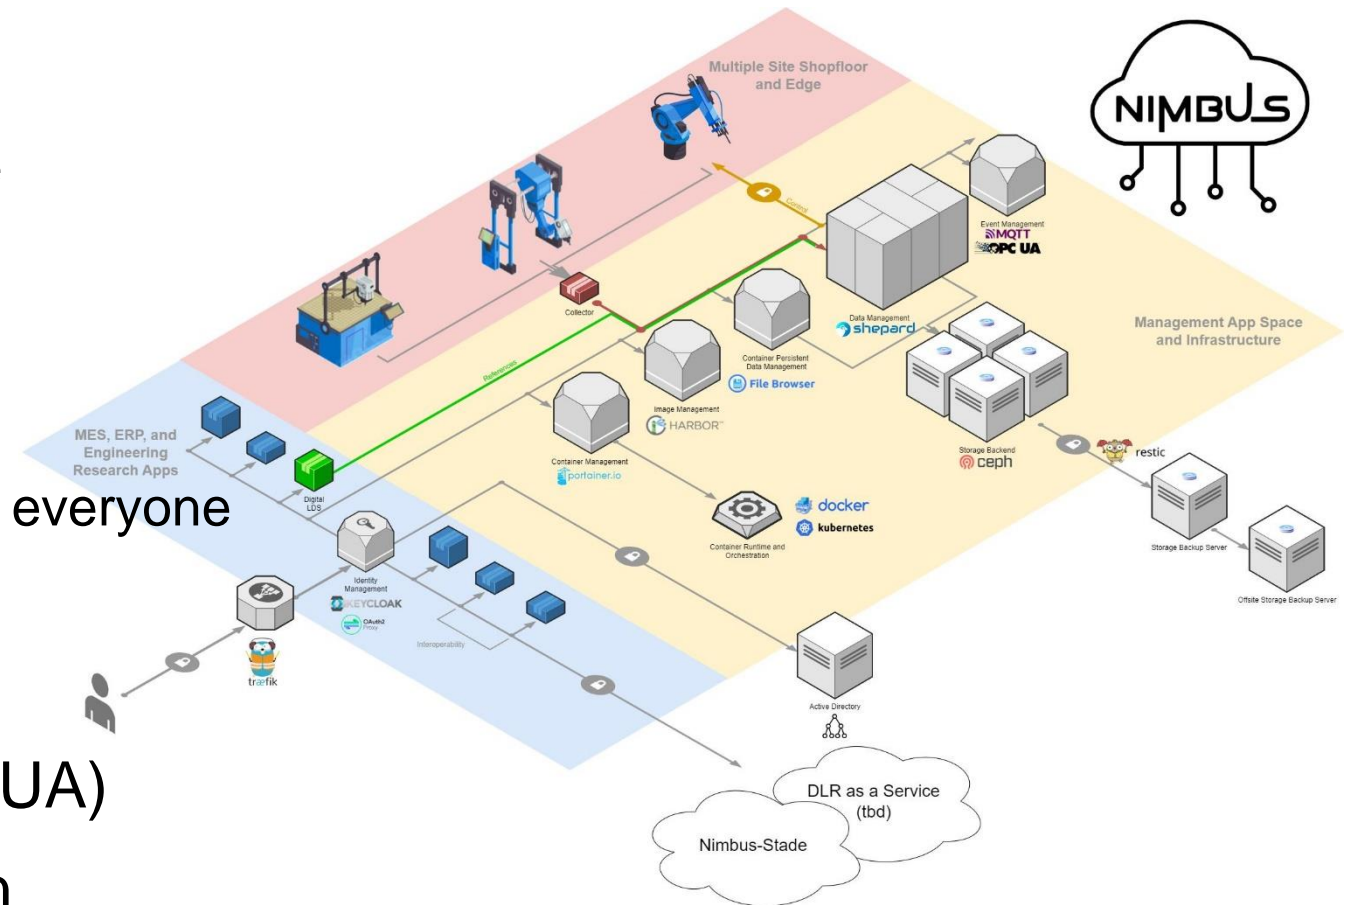 Multiple Site Shopfloor
and Edge
NIMBUS
Control
Event Management
MQTT
OPC UA
Collector
Data Management
shepard
Management App Space
and Infrastructure
References
Container Persistent
Data Management
File Browser
Image Management
HARBOR™
MES, ERP, and
Engineering
Research Apps
Container Management
portainer.io
Storage Backend
ceph
restic
Digital
LDS
everyone
docker
kubernetes
Container Runtime and
Orchestration
Storage Backup Server
Identity
Management
KEYCLOAK
OAuth2
Proxy
Offsite Storage Backup Server
Interoperability
træfik
Active Directory
UA)
DLR as a Service
(tbd)
Nimbus-Stade